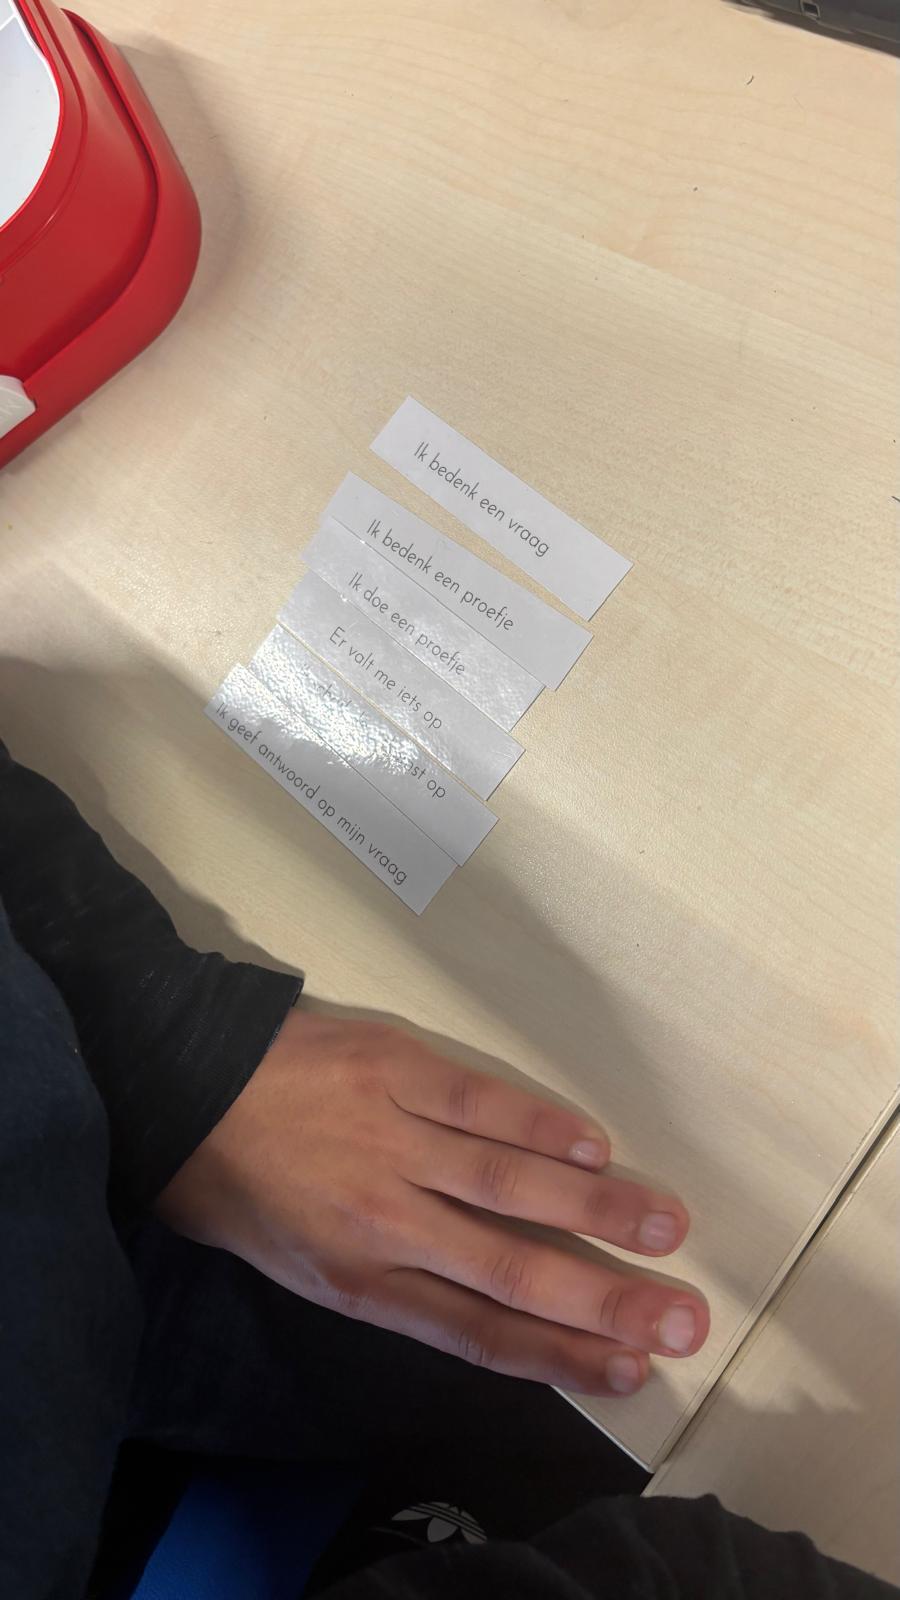 Ik bedenk een vraag
Ik bedenk een proefje
Ik doe een proefje
Er valt me iets op
op
Ik geef antwoord op mijn vraag